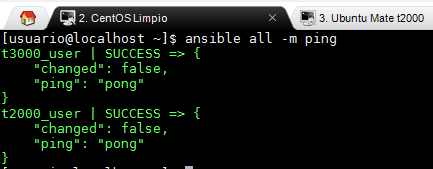 2. CentOS Limpio
3. Ubuntu Mate t2000
[usuario@localhost ~]$ ansible all -m ping
t3000_user | SUCCESS => {
    "changed": false,
    "ping": "pong"
}
t2000_user | SUCCESS => {
    "changed": false,
    "ping": "pong"
}